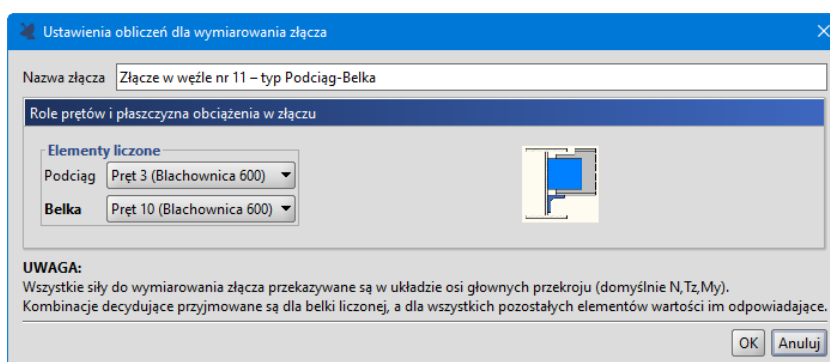 Ustawienia obliczeń dla wymiarowania złącza
Nazwa złącza Złącze w węźle nr 11 – typ Podciąg-Belka
Role prętów i płaszczyzna obciążenia w złączu
Elementy liczone
Podciąg Pręt 3 (Blachownica 600)
Belka Pręt 10 (Blachownica 600)
UWAGA:
Wszystkie siły do wymiarowania złącza przekazywane są w układzie osi głownych przekroju (domyślnie N,Tz,My).
Kombinacje decydujące przyjmowane są dla belki liczonej, a dla wszystkich pozostałych elementów wartości im odpowiadające.
OK Anuluj